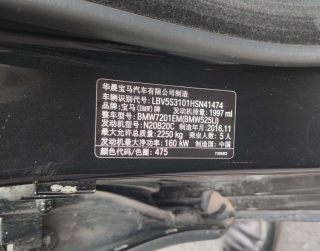 华晨宝马汽车有限公司制造
车辆识别代号: LBV5S3101HSN41474
品牌: 宝马(BMW)牌 发动机排量: 1997 ml
整车型号: BMW7201EM(BMW525Li)
发动机型号: N20B20C 制造年月: 2016.11
最大允许总质量: 2250 kg 乘坐人数: 5 人
发动机最大净功率: 160 kW 制造国: 中国
颜色代码/色图: 475